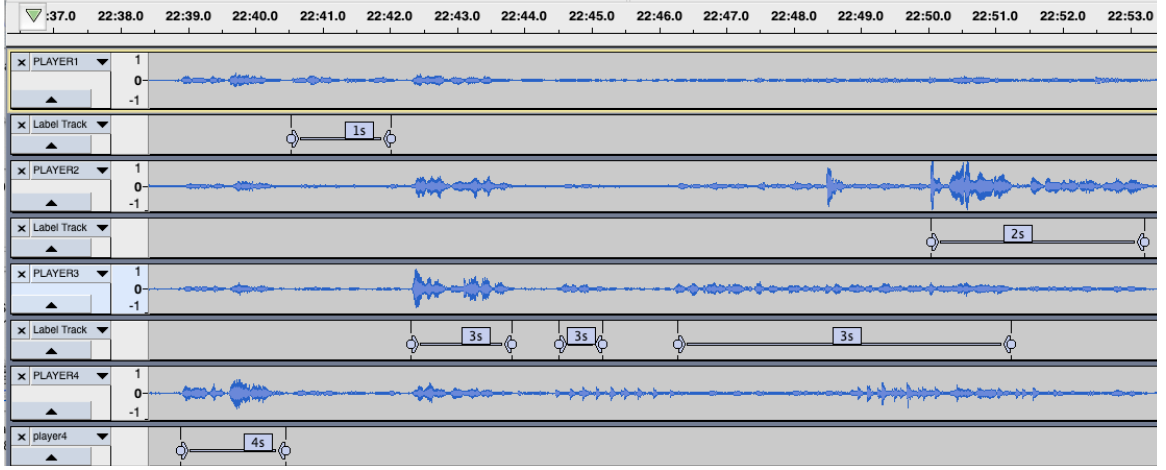 :37.0 22:38.0 22:39.0 22:40.0 22:41.0 22:42.0 22:43.0 22:44.0 22:45.0 22:46.0 22:47.0 22:48.0 22:49.0 22:50.0 22:51.0 22:52.0 22:53.0
× PLAYER1 1
0-
-1
× Label Track
1s
× PLAYER2 1
0-
-1
× Label Track
2s
× PLAYER3 1
0-
-1
× Label Track
3s 3s 3s
× PLAYER4 1
0-
-1
× player4
4s